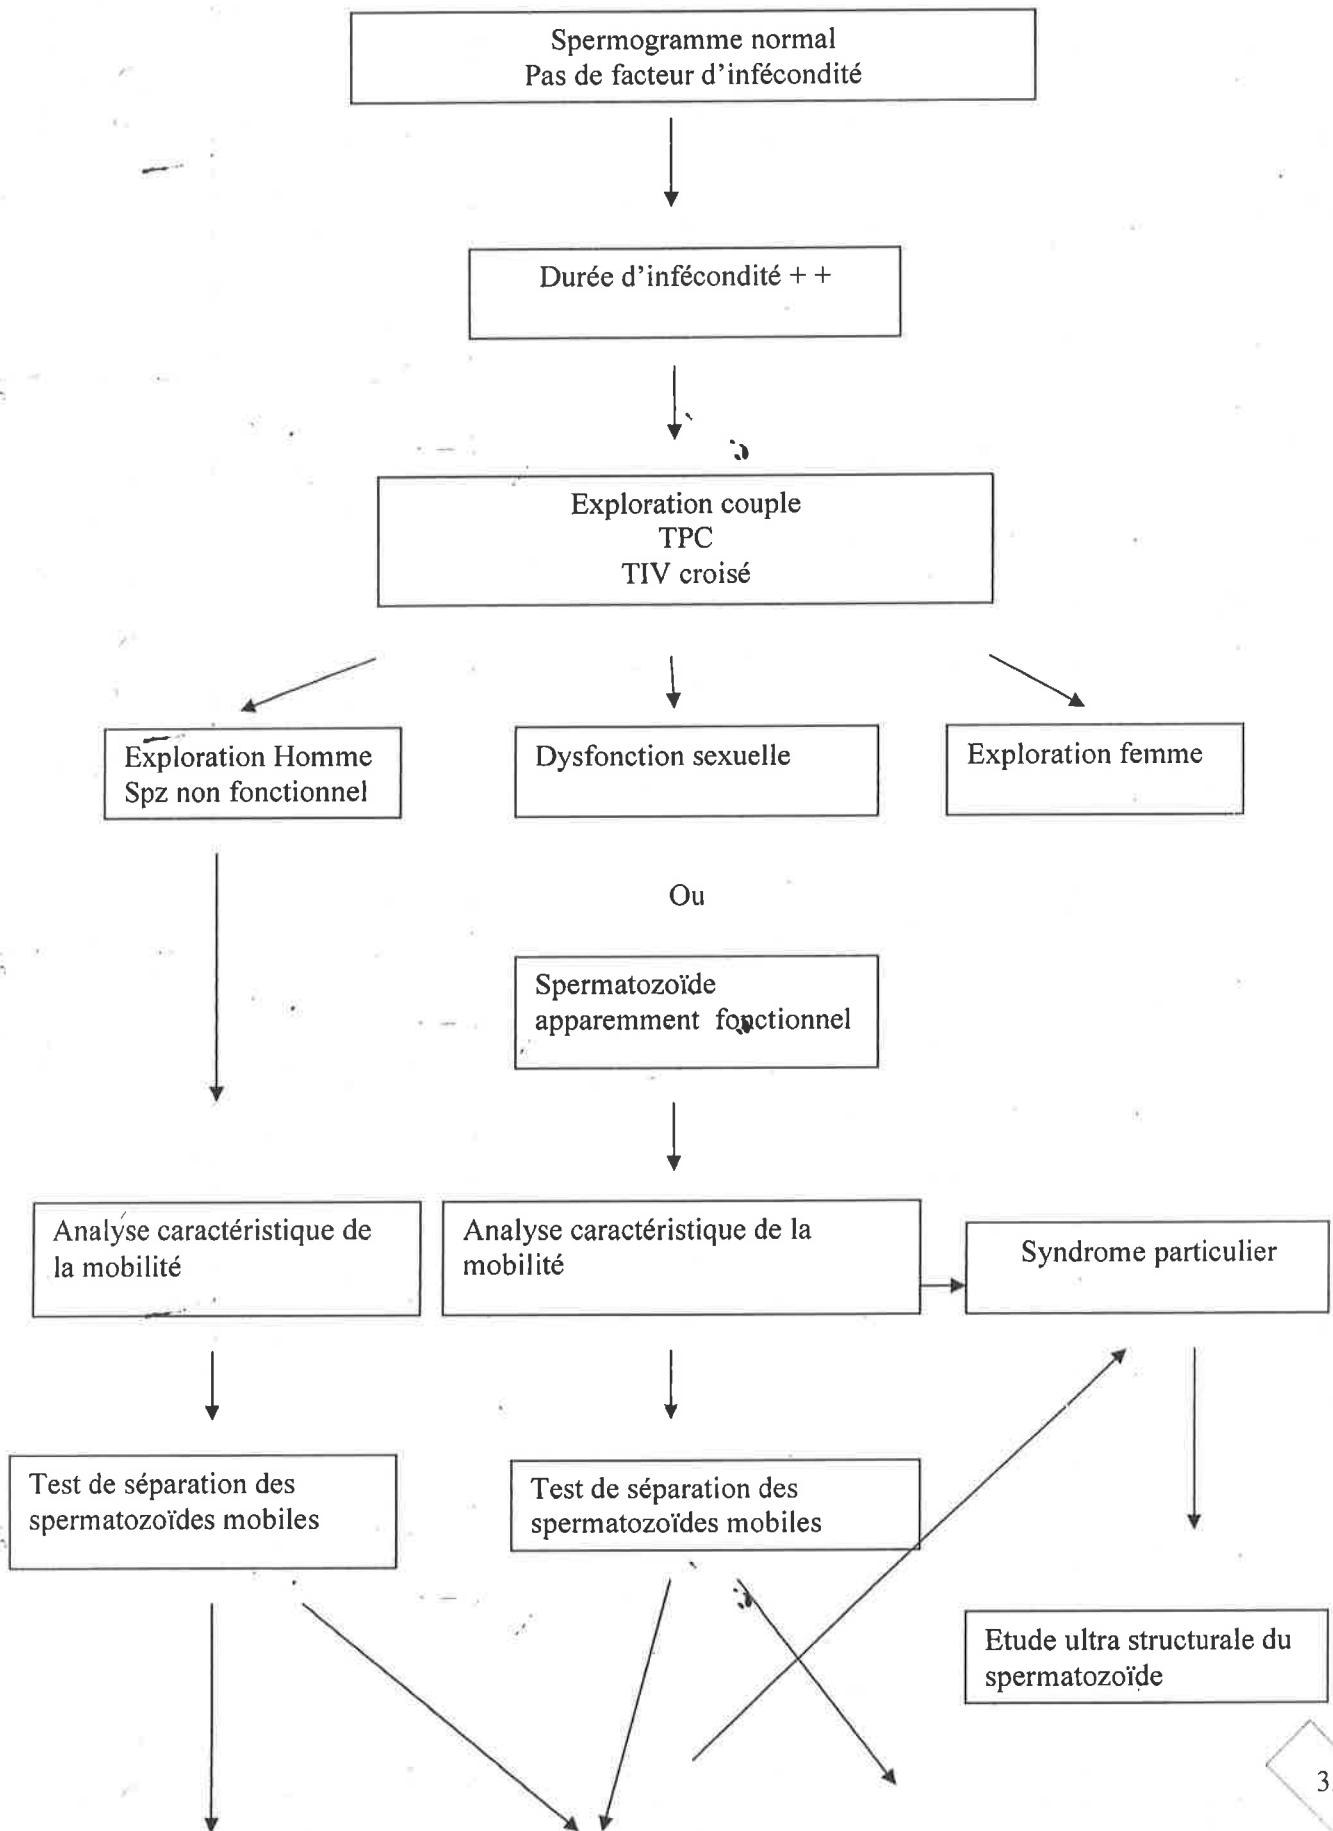 Spermogramme normal
Pas de facteur d'infécondité
Durée d'infécondité + +
Exploration couple
TPC
TIV croisé
Exploration Homme
Spz non fonctionnel
Dysfonction sexuelle
Exploration femme
Ou
Spermatozoïde
apparemment fonctionnel
Analyse caractéristique de
la mobilité
Analyse caractéristique de la
mobilité
Syndrome particulier
Test de séparation des
spermatozoïdes mobiles
Test de séparation des
spermatozoïdes mobiles
Etude ultra structurale du
spermatozoïde
3